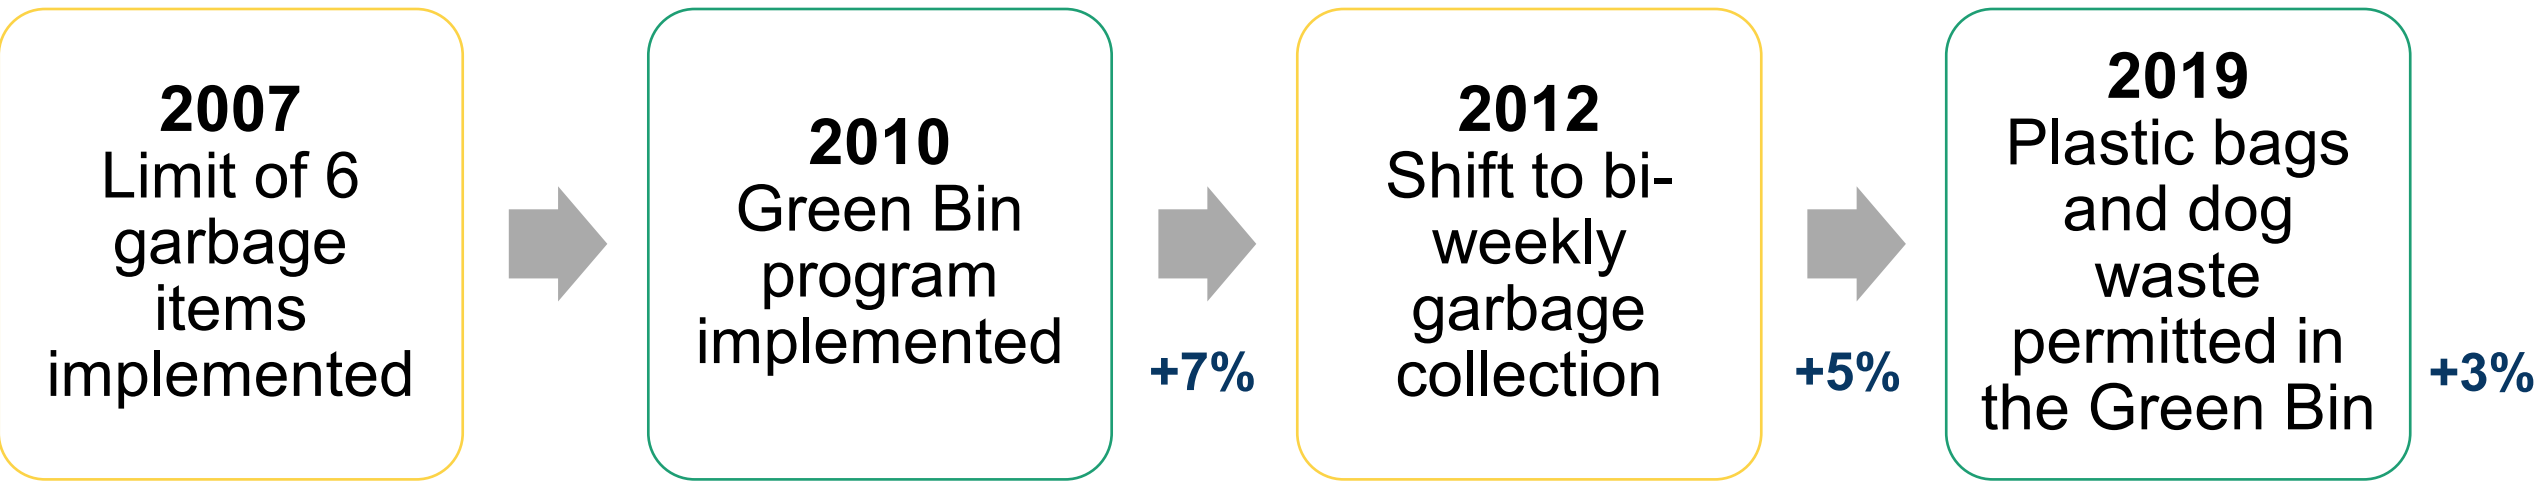 2007
Limit of 6
garbage
items
implemented
2010
Green Bin
program
implemented
+7%
2012
Shift to bi-
weekly
garbage
collection
+5%
2019
Plastic bags
and dog
waste
permitted in
the Green Bin
+3%